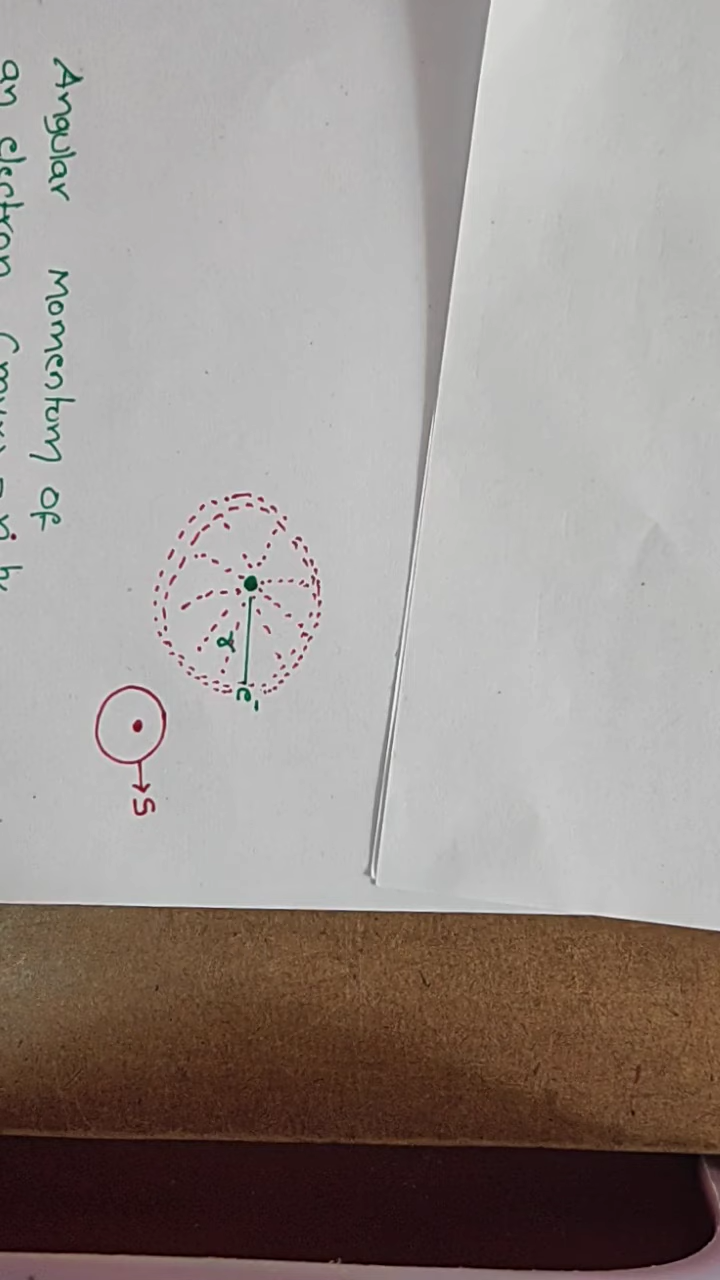 e⁻
r
→S
Angular Momentum of
an electron